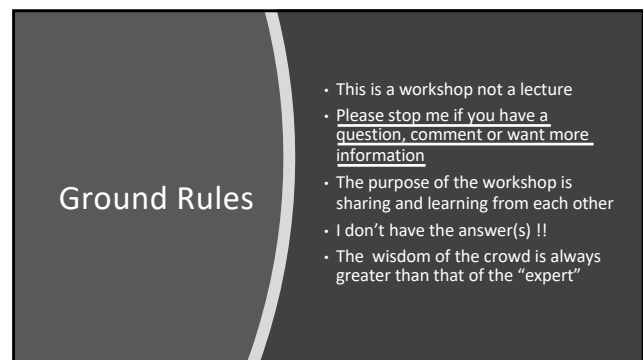 Ground Rules
• This is a workshop not a lecture
• Please stop me if you have a
question, comment or want more
information
• The purpose of the workshop is
sharing and learning from each other
• I don’t have the answer(s) !!
• The  wisdom of the crowd is always
greater than that of the “expert”